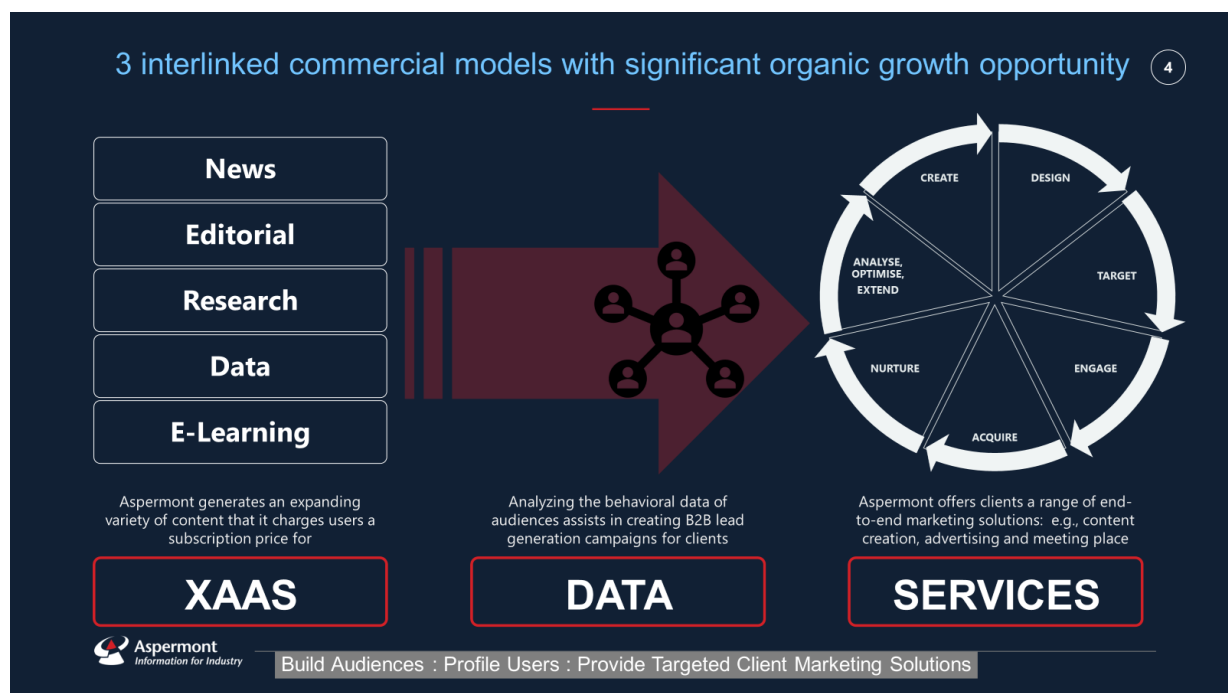 3 interlinked commercial models with significant organic growth opportunity
4
News
Editorial
Research
Data
E-Learning
CREATE
DESIGN
TARGET
ENGAGE
ACQUIRE
NURTURE
ANALYSE,
OPTIMISE,
EXTEND
Aspermont generates an expanding
variety of content that it charges users a
subscription price for
Analyzing the behavioral data of
audiences assists in creating B2B lead
generation campaigns for clients
Aspermont offers clients a range of end-
to-end marketing solutions: e.g., content
creation, advertising and meeting place
XAAS
DATA
SERVICES
Aspermont
Information for Industry
Build Audiences : Profile Users : Provide Targeted Client Marketing Solutions